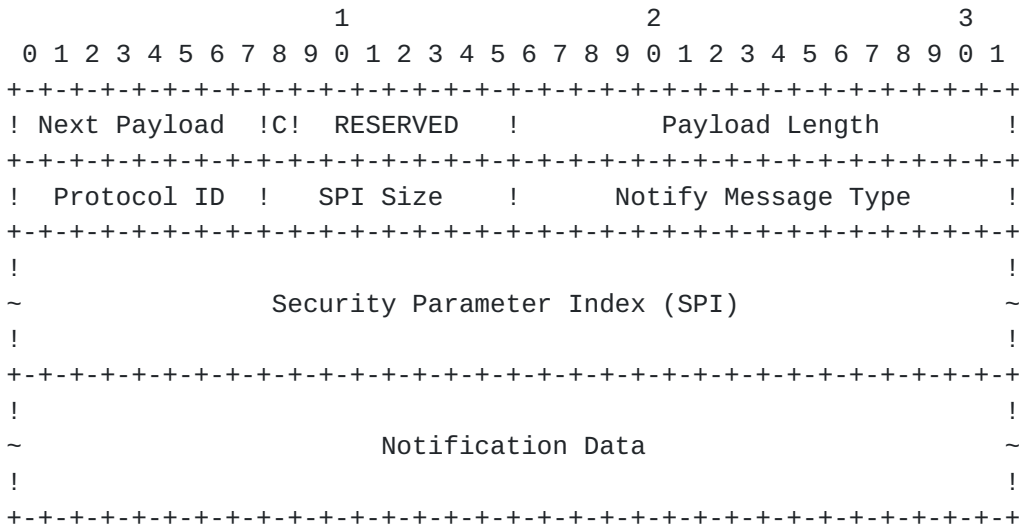 1                   2                   3
 0 1 2 3 4 5 6 7 8 9 0 1 2 3 4 5 6 7 8 9 0 1 2 3 4 5 6 7 8 9 0 1
+-+-+-+-+-+-+-+-+-+-+-+-+-+-+-+-+-+-+-+-+-+-+-+-+-+-+-+-+-+-+-+-+
! Next Payload  !C!  RESERVED   !         Payload Length        !
+-+-+-+-+-+-+-+-+-+-+-+-+-+-+-+-+-+-+-+-+-+-+-+-+-+-+-+-+-+-+-+-+
!  Protocol ID  !   SPI Size    !      Notify Message Type      !
+-+-+-+-+-+-+-+-+-+-+-+-+-+-+-+-+-+-+-+-+-+-+-+-+-+-+-+-+-+-+-+-+
!                                                               !
~                Security Parameter Index (SPI)                 ~
!                                                               !
+-+-+-+-+-+-+-+-+-+-+-+-+-+-+-+-+-+-+-+-+-+-+-+-+-+-+-+-+-+-+-+-+
!                                                               !
~                       Notification Data                       ~
!                                                               !
+-+-+-+-+-+-+-+-+-+-+-+-+-+-+-+-+-+-+-+-+-+-+-+-+-+-+-+-+-+-+-+-+